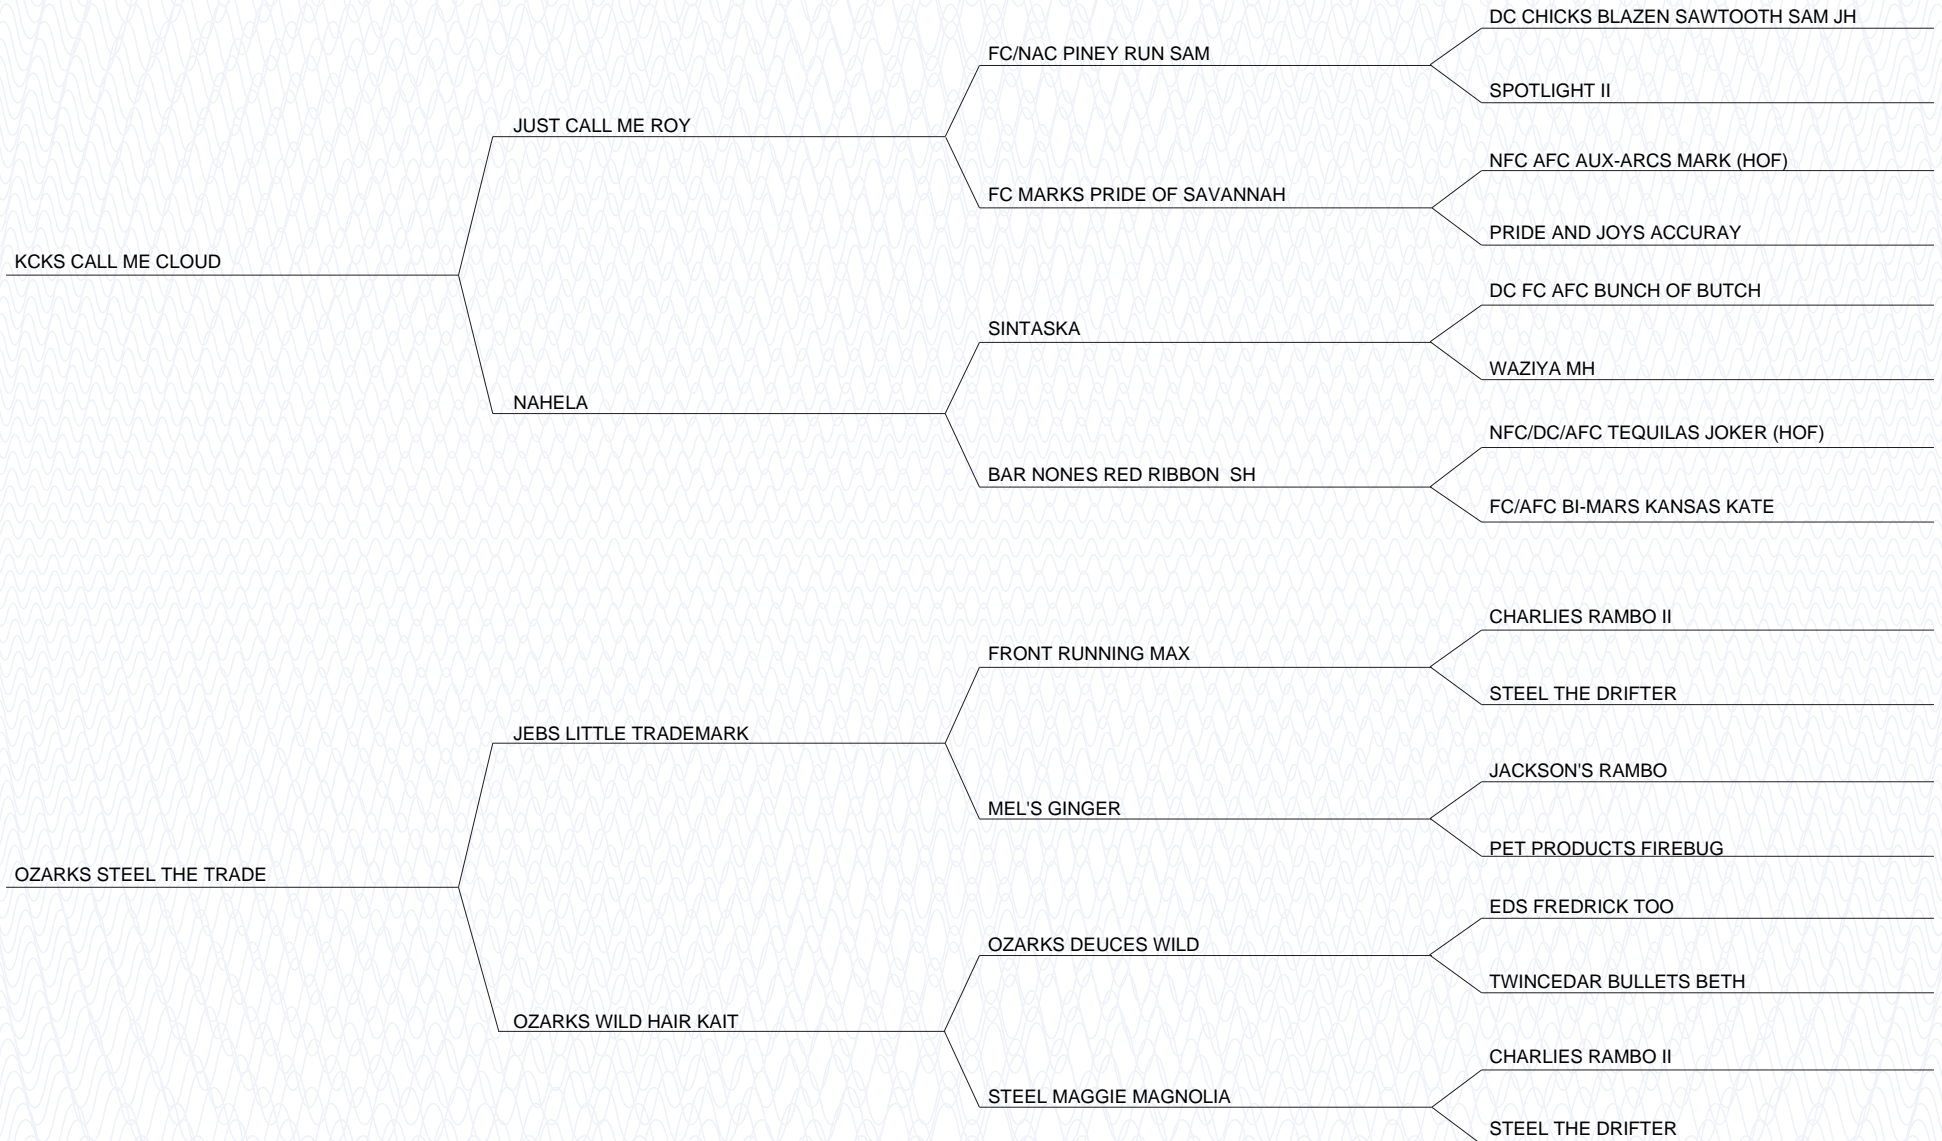 DC CHICKS BLAZEN SAWTOOTH SAM JH
FC/NAC PINEY RUN SAM
SPOTLIGHT II
JUST CALL ME ROY
NFC AFC AUX-ARCS MARK (HOF)
FC MARKS PRIDE OF SAVANNAH
PRIDE AND JOYS ACCURAY
KCKS CALL ME CLOUD
DC FC AFC BUNCH OF BUTCH
SINTASKA
WAZIYA MH
NAHELA
NFC/DC/AFC TEQUILAS JOKER (HOF)
BAR NONES RED RIBBON  SH
FC/AFC BI-MARS KANSAS KATE
CHARLIES RAMBO II
FRONT RUNNING MAX
STEEL THE DRIFTER
JEBS LITTLE TRADEMARK
JACKSON'S RAMBO
MEL'S GINGER
PET PRODUCTS FIREBUG
OZARKS STEEL THE TRADE
EDS FREDRICK TOO
OZARKS DEUCES WILD
TWINCEDAR BULLETS BETH
OZARKS WILD HAIR KAIT
CHARLIES RAMBO II
STEEL MAGGIE MAGNOLIA
STEEL THE DRIFTER